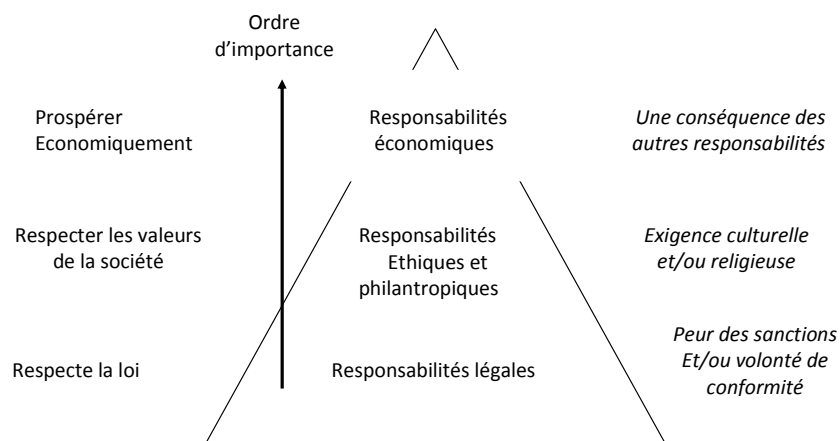 Ordre
d’importance
Prospérer
Economiquement
Responsabilités
économiques
Une conséquence des
autres responsabilités
Respecter les valeurs
de la société
Responsabilités
Ethiques et
philantropiques
Exigence culturelle
et/ou religieuse
Respecte la loi
Responsabilités légales
Peur des sanctions
Et/ou volonté de
conformité